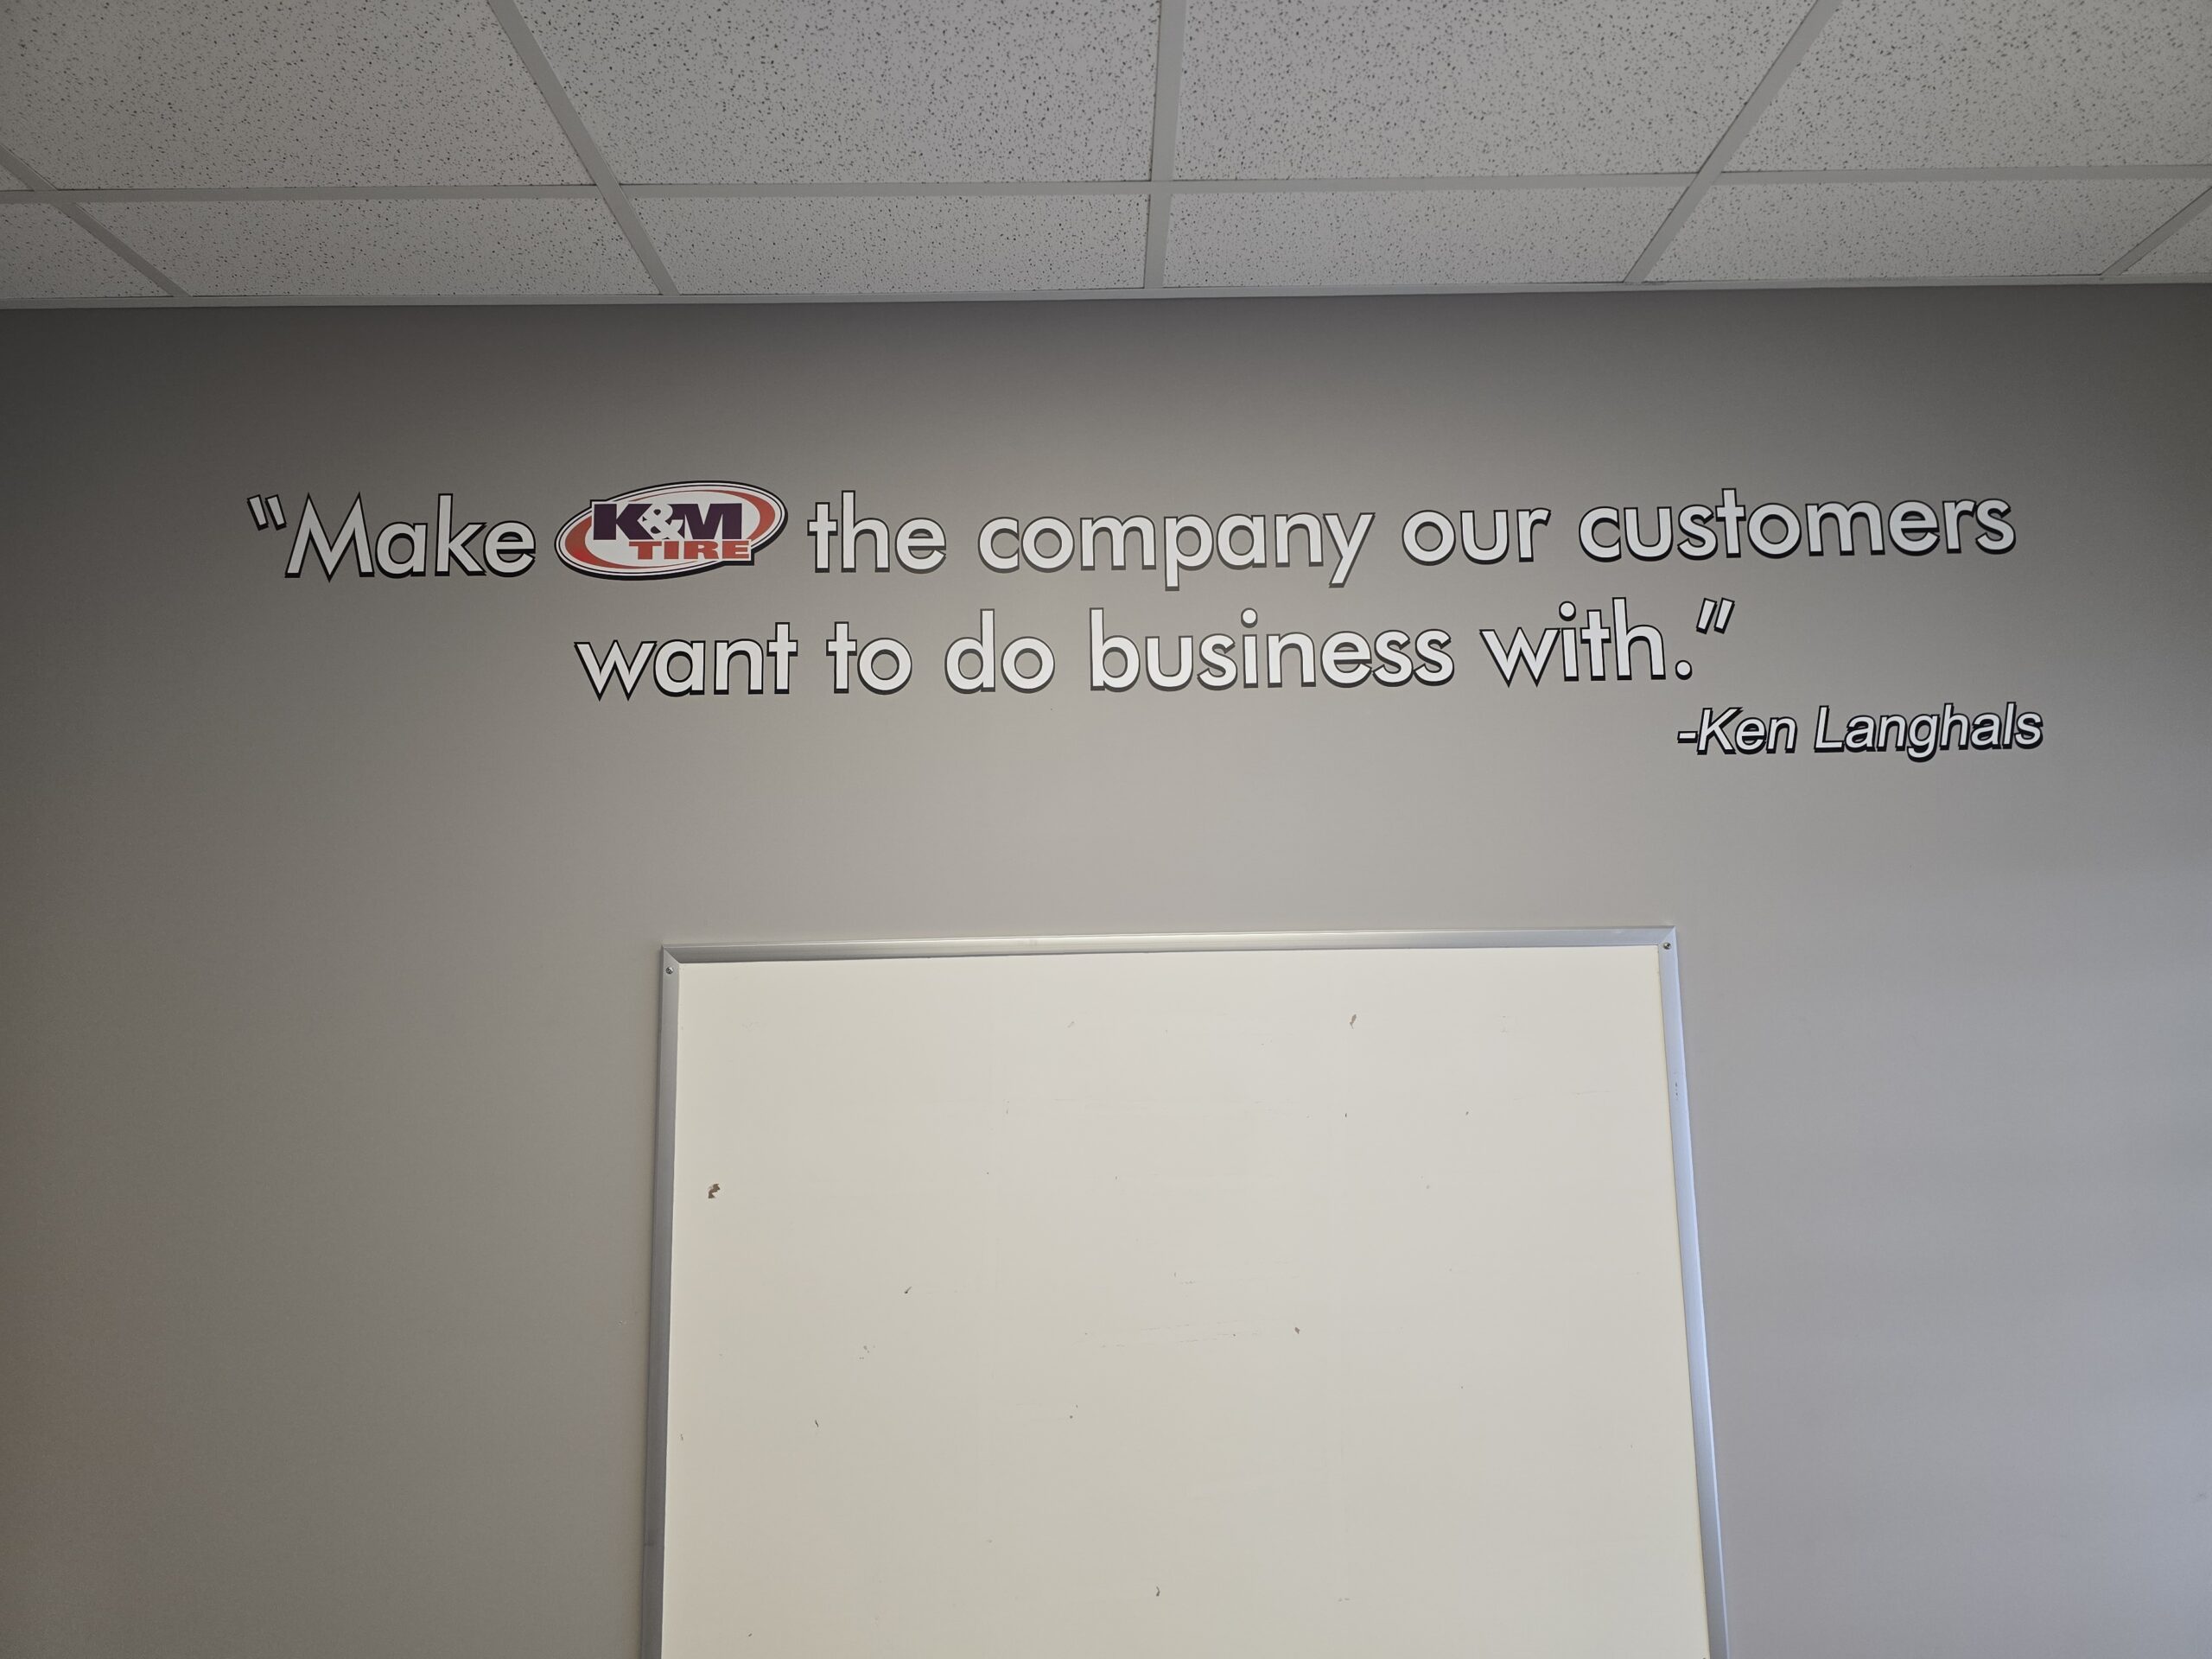 "Make K&M TIRE the company our customers
want to do business with."
-Ken Langhals